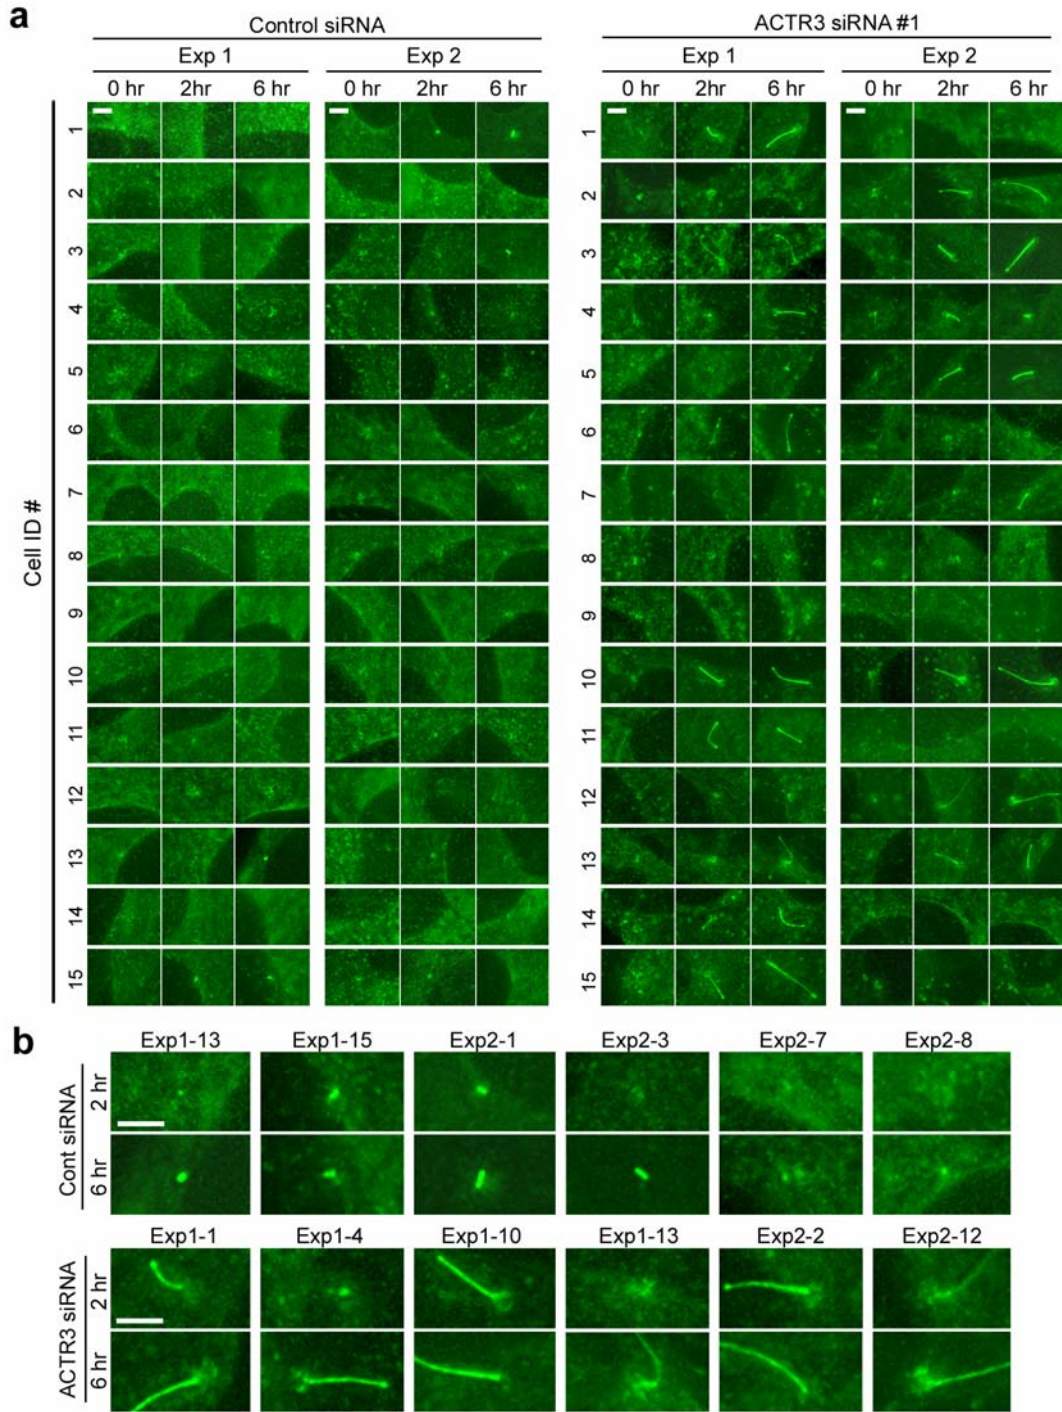 a
Control siRNA
ACTR3 siRNA #1
Exp 1
Exp 2
Exp 1
Exp 2
0 hr 2hr 6 hr
0 hr 2hr 6 hr
0 hr 2hr 6 hr
0 hr 2hr 6 hr
Cell ID #
1 1
2 2
3 3
4 4
5 5
6 6
7 7
8 8
9 9
10 10
11 11
12 12
13 13
14 14
15 15
b
Exp1-13 Exp1-15 Exp2-1 Exp2-3 Exp2-7 Exp2-8
Cont siRNA
2 hr
6 hr
Exp1-1 Exp1-4 Exp1-10 Exp1-13 Exp2-2 Exp2-12
ACTR3 siRNA
2 hr
6 hr